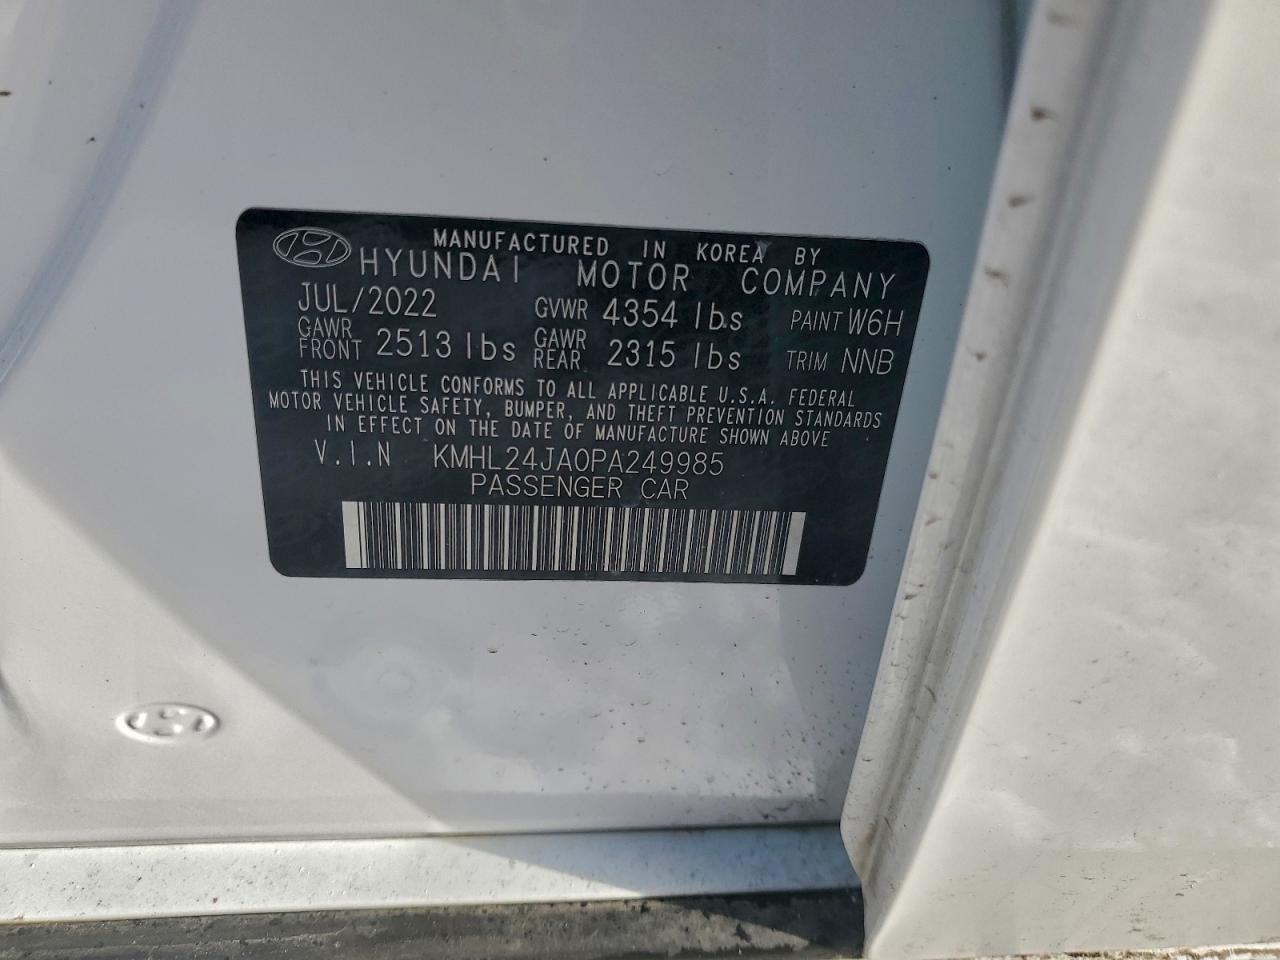 MANUFACTURED IN KOREA BY
HYUNDAI MOTOR COMPANY
JUL/2022 GVWR 4354 lbs PAINT W6H
GAWR FRONT 2513 lbs GAWR REAR 2315 lbs TRIM NNB
THIS VEHICLE CONFORMS TO ALL APPLICABLE U.S.A. FEDERAL
MOTOR VEHICLE SAFETY, BUMPER, AND THEFT PREVENTION STANDARDS
IN EFFECT ON THE DATE OF MANUFACTURE SHOWN ABOVE
V.I.N KMHL24JA0PA249985
PASSENGER CAR